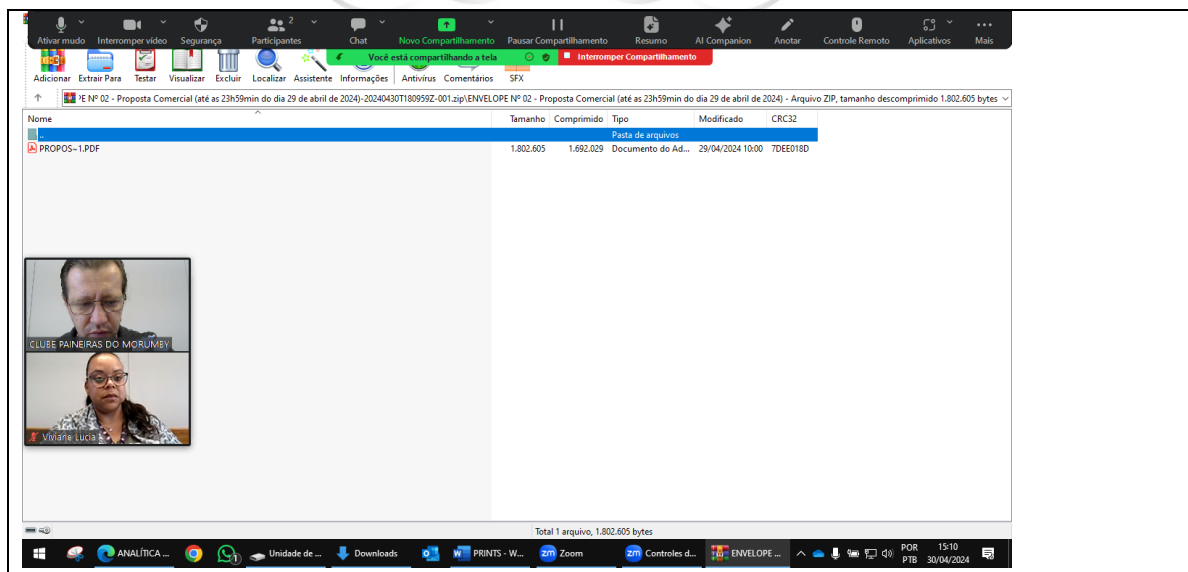 2
Ativar mudo Interromper vídeo Segurança Participantes Chat Novo Compartilhamento Pausar Compartilhamento Resumo AI Companion Anotar Controle Remoto Aplicativos Mais
Você está compartilhando a tela Interromper Compartilhamento
Adicionar Extrair Para Testar Visualizar Excluir Localizar Assistente Informações Antivírus Comentários SFX
PE Nº 02 - Proposta Comercial (até as 23h59min do dia 29 de abril de 2024)-20240430T180959Z-001.zip\ENVELOPE Nº 02 - Proposta Comercial (até as 23h59min do dia 29 de abril de 2024) - Arquivo ZIP, tamanho descomprimido 1.802.605 bytes
Nome Tamanho Comprimido Tipo Modificado CRC32
.. Pasta de arquivos
PROPOS~1.PDF 1.802.605 1.692.029 Documento do Ad... 29/04/2024 10:00 7DEE018D
CLUBE PAINEIRAS DO MORUMBY
Viviane Lucia
Total 1 arquivo, 1.802.605 bytes
ANALÍTICA ... Unidade de ... Downloads PRINTS - W... Zoom Controles d... ENVELOPE ... POR 15:10
PTB 30/04/2024